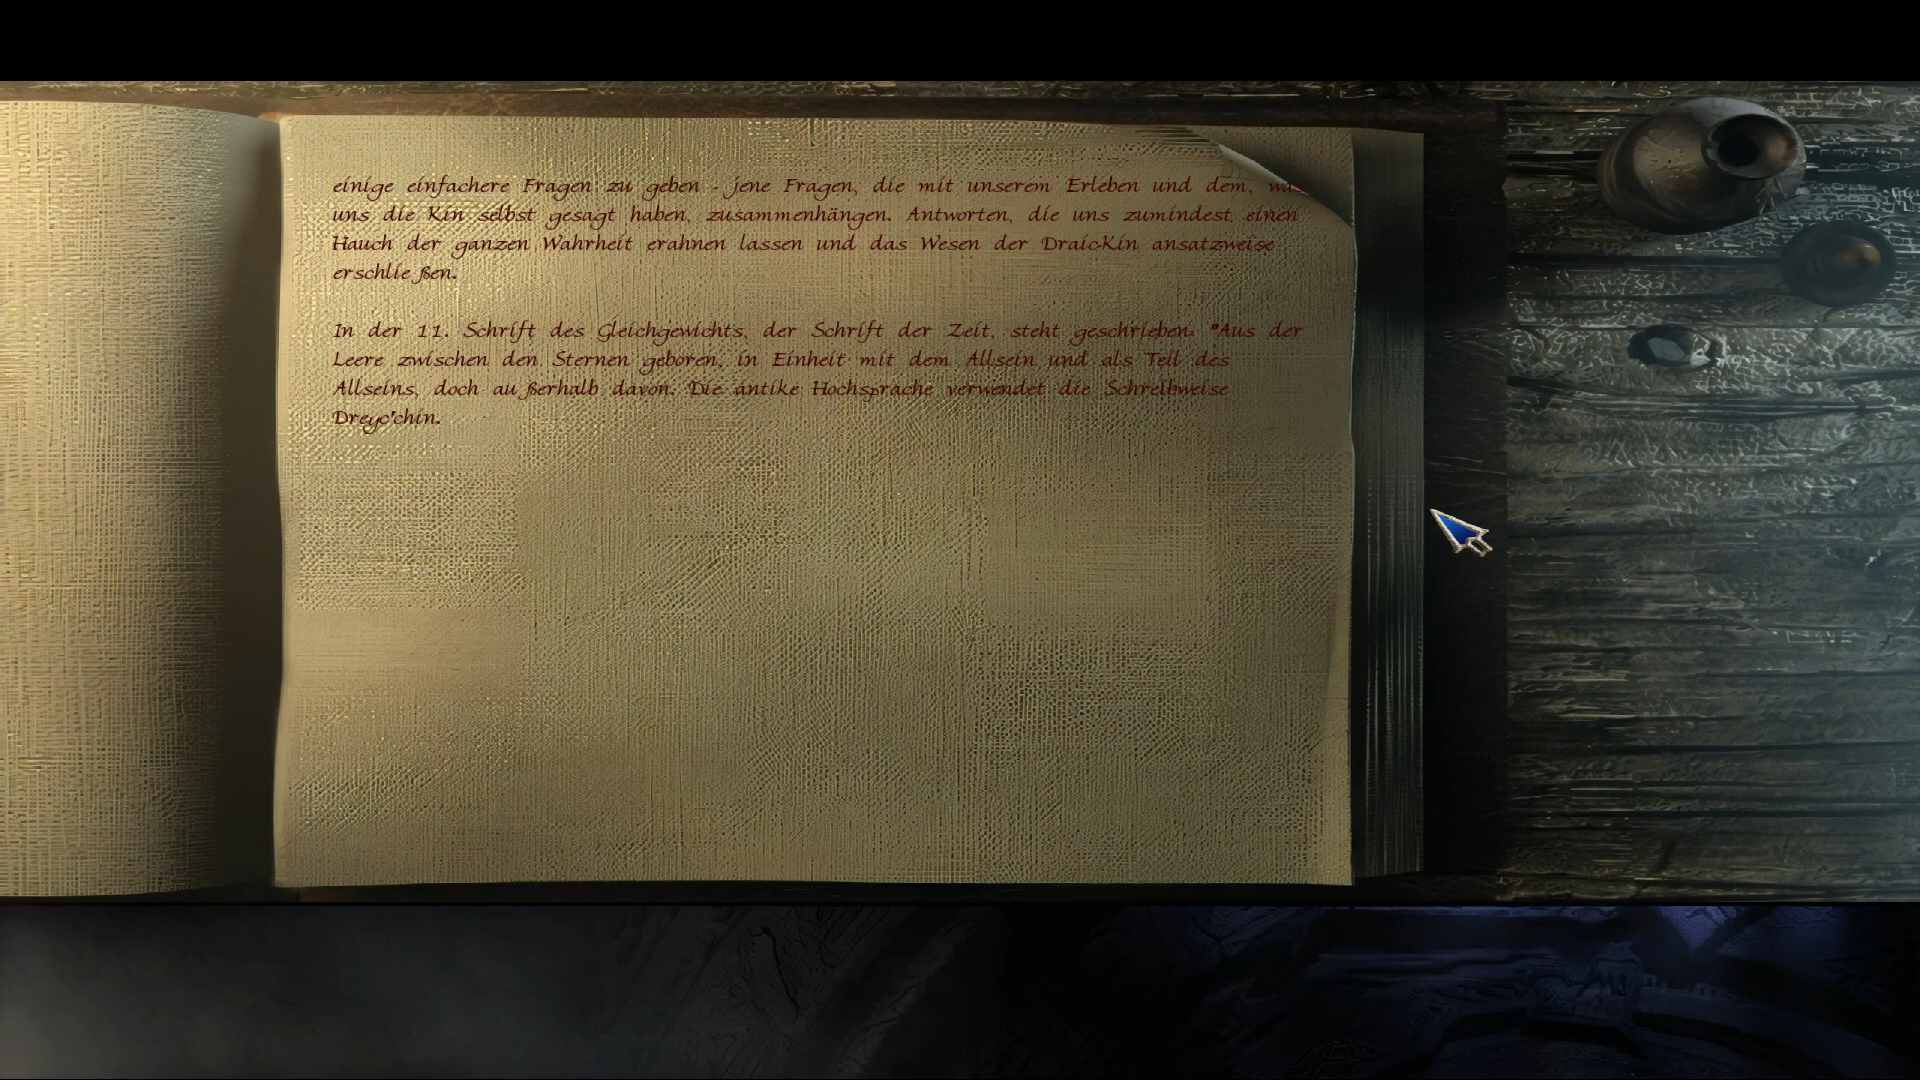 einige einfachere Fragen zu geben - jene Fragen, die mit unserem Erleben und dem, was
uns die Kin selbst gesagt haben, zusammenhängen. Antworten, die uns zumindest einen
Hauch der ganzen Wahrheit erahnen lassen und das Wesen der Draic-Kin ansatzweise
erschließen.
In der 11. Schrift des Gleichgewichts, der Schrift der Zeit, steht geschrieben: "Aus der
Leere zwischen den Sternen geboren, in Einheit mit dem Allsein und als Teil des
Allseins, doch außerhalb davon. Die antike Hochsprache verwendet die Schreibweise
Dreyc'chin.